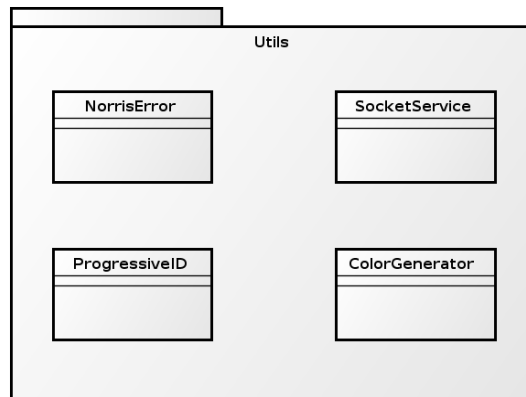 Utils
NorrisError
SocketService
ProgressiveID
ColorGenerator